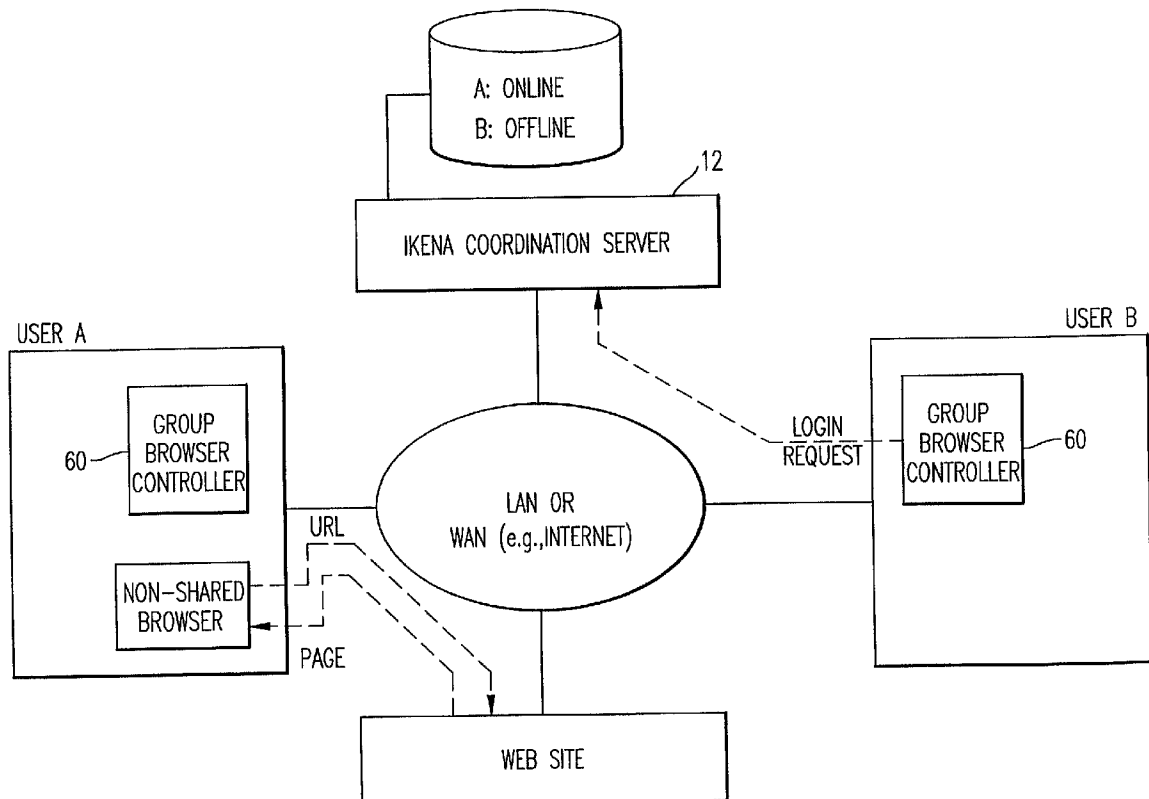 A: ONLINE
B: OFFLINE
12
IKENA COORDINATION SERVER
USER A
USER B
GROUP
BROWSER
CONTROLLER
60
LOGIN
REQUEST
GROUP
BROWSER
CONTROLLER
60
LAN OR
WAN (e.g.,INTERNET)
URL
NON-SHARED
BROWSER
PAGE
WEB SITE